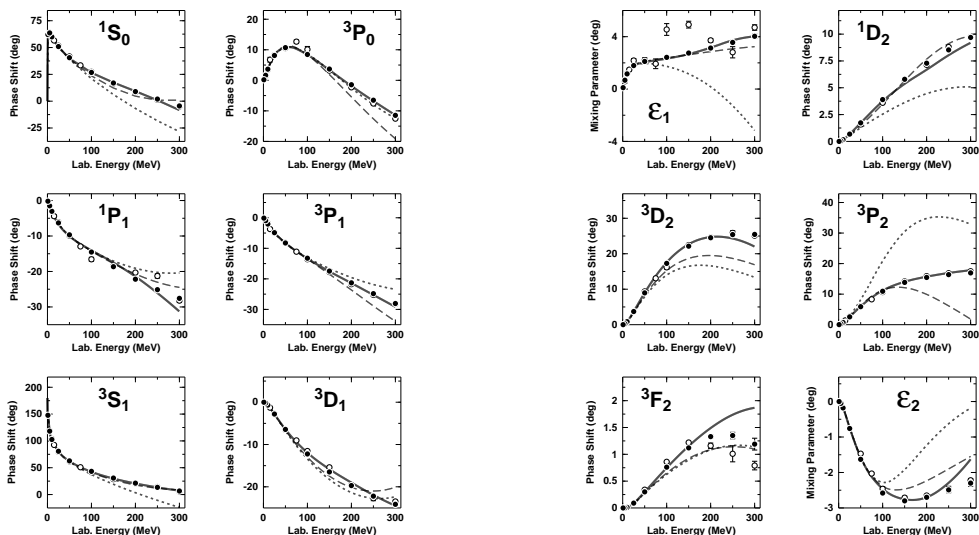 ¹S₀
Phase Shift (deg)
75
50
25
0
-25
0 100 200 300
Lab. Energy (MeV)
³P₀
Phase Shift (deg)
20
10
0
-10
-20
0 100 200 300
Lab. Energy (MeV)
ε₁
Mixing Parameter (deg)
4
0
-4
0 100 200 300
Lab. Energy (MeV)
¹D₂
Phase Shift (deg)
10
5
0
0 100 200 300
Lab. Energy (MeV)
¹P₁
Phase Shift (deg)
0
-10
-20
-30
0 100 200 300
Lab. Energy (MeV)
³P₁
Phase Shift (deg)
0
-10
-20
-30
0 100 200 300
Lab. Energy (MeV)
³D₂
Phase Shift (deg)
30
20
10
0
0 100 200 300
Lab. Energy (MeV)
³P₂
Phase Shift (deg)
40
30
20
10
0
0 100 200 300
Lab. Energy (MeV)
³S₁
Phase Shift (deg)
200
150
100
50
0
0 100 200 300
Lab. Energy (MeV)
³D₁
Phase Shift (deg)
0
-10
-20
0 100 200 300
Lab. Energy (MeV)
³F₂
Phase Shift (deg)
2
1.5
1
0.5
0
0 100 200 300
Lab. Energy (MeV)
ε₂
Mixing Parameter (deg)
0
-1
-2
-3
0 100 200 300
Lab. Energy (MeV)